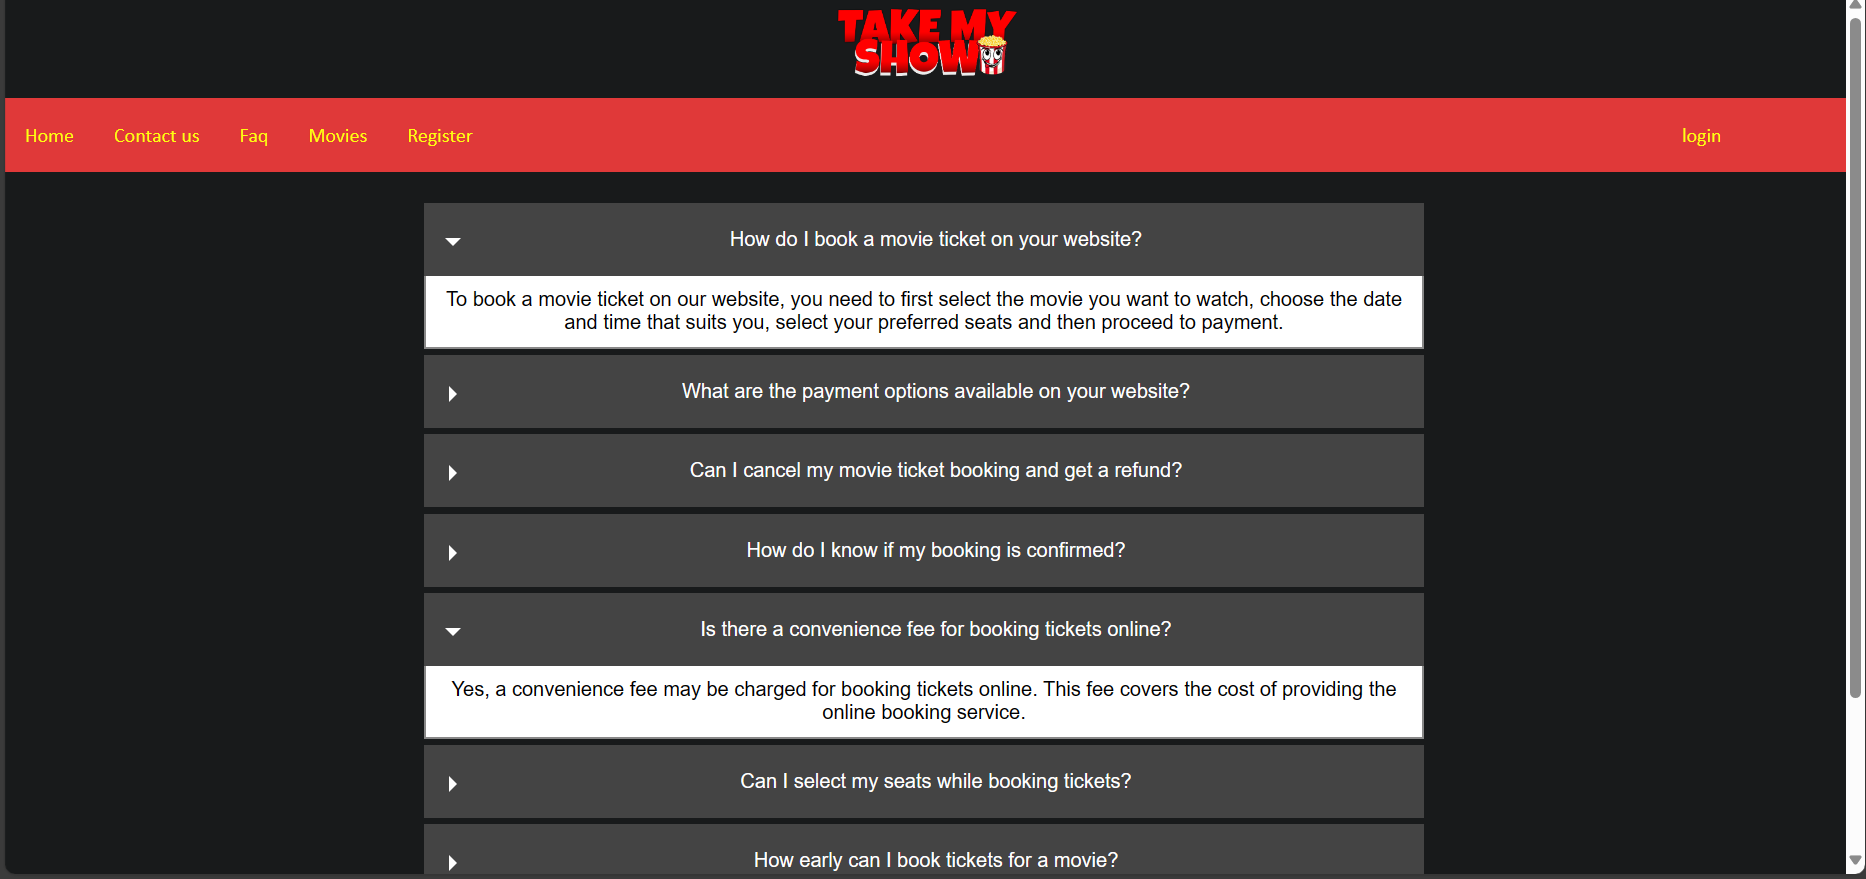 TAKE MY
SHOW
Home Contact us Faq Movies Register login
How do I book a movie ticket on your website?
To book a movie ticket on our website, you need to first select the movie you want to watch, choose the date
and time that suits you, select your preferred seats and then proceed to payment.
What are the payment options available on your website?
Can I cancel my movie ticket booking and get a refund?
How do I know if my booking is confirmed?
Is there a convenience fee for booking tickets online?
Yes, a convenience fee may be charged for booking tickets online. This fee covers the cost of providing the
online booking service.
Can I select my seats while booking tickets?
How early can I book tickets for a movie?